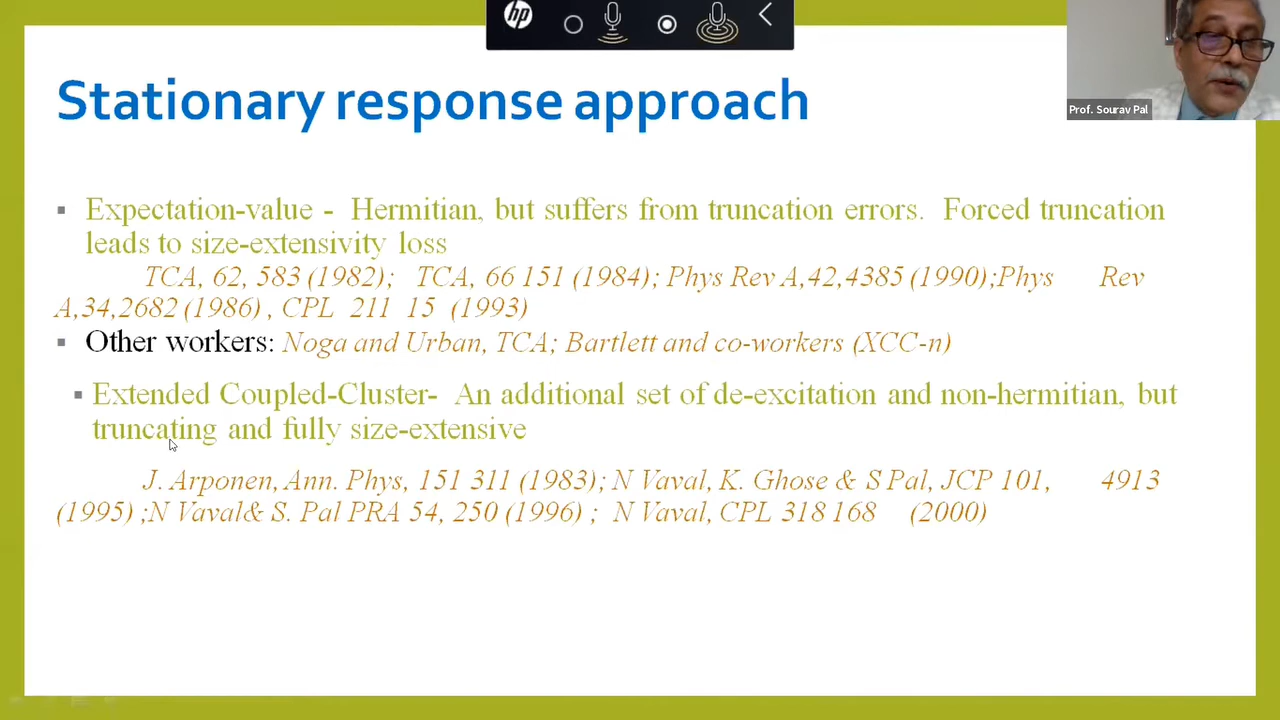 hp
Prof. Sourav Pal
Stationary response approach
Expectation-value - Hermitian, but suffers from truncation errors. Forced truncation
leads to size-extensivity loss
TCA, 62, 583 (1982); TCA, 66 151 (1984); Phys Rev A,42,4385 (1990);Phys Rev
A,34,2682 (1986) , CPL 211 15 (1993)
Other workers: Noga and Urban, TCA; Bartlett and co-workers (XCC-n)
Extended Coupled-Cluster- An additional set of de-excitation and non-hermitian, but
truncating and fully size-extensive
J. Arponen, Ann. Phys, 151 311 (1983); N Vaval, K. Ghose & S Pal, JCP 101, 4913
(1995) ;N Vaval& S. Pal PRA 54, 250 (1996) ; N Vaval, CPL 318 168 (2000)